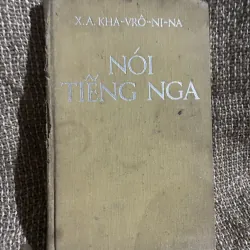 X.A. KHA-VRÔ-NI-NA
NÓI
TIẾNG NGA